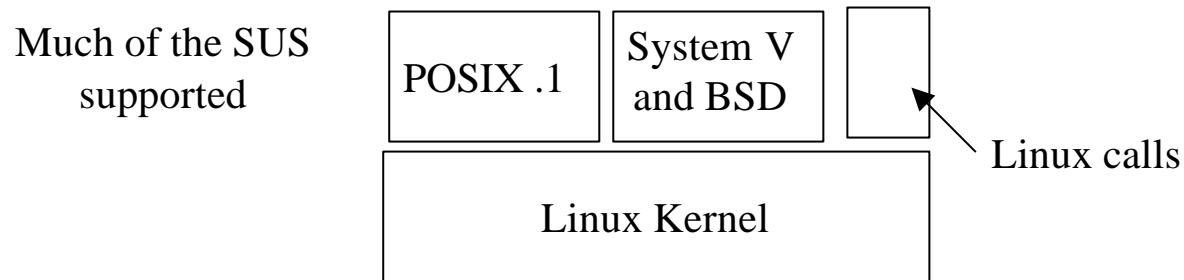 Much of the SUS
supported
POSIX .1
System V
and BSD
Linux calls
Linux Kernel